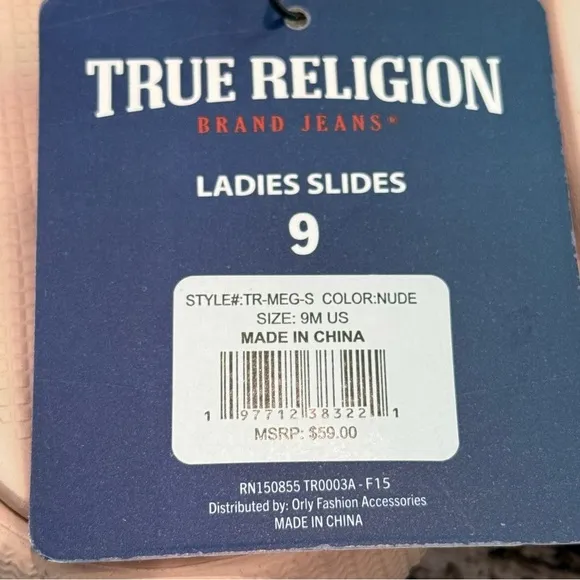 TRUE RELIGION
BRAND JEANS®
LADIES SLIDES
9
STYLE#:TR-MEG-S COLOR:NUDE
SIZE: 9M US
MADE IN CHINA
1 97712 38322 1
MSRP: $59.00
RN150855 TR0003A - F15
Distributed by: Orly Fashion Accessories
MADE IN CHINA